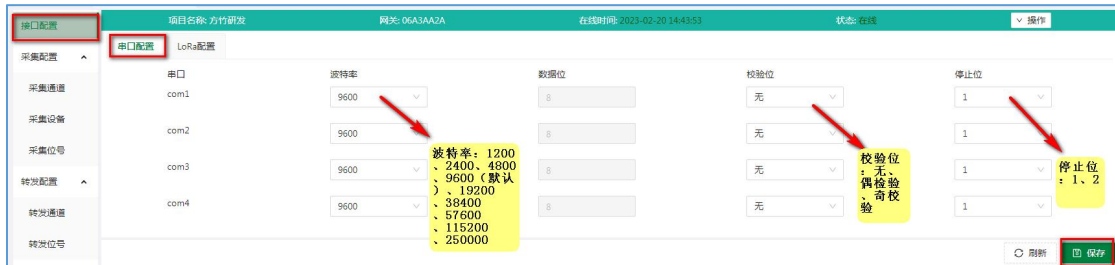 接口配置
项目名称: 方竹研发 网关: 06A3AA2A 在线时间: 2023-02-20 14:43:53 状态: 在线 操作
采集配置
采集通道
采集设备
采集位号
转发配置
转发通道
转发位号
串口配置 LoRa配置
串口 波特率 数据位 校验位 停止位
com1 9600 8 无 1
com2 9600 8 无 1
com3 9600 8 无 1
com4 9600 8 无 1
波特率：1200
、2400、4800
、9600（默认
）、19200
、38400
、57600
、115200
、250000
校验位
：无、
偶检验
、奇校
验
停止位
：1、2
刷新 保存